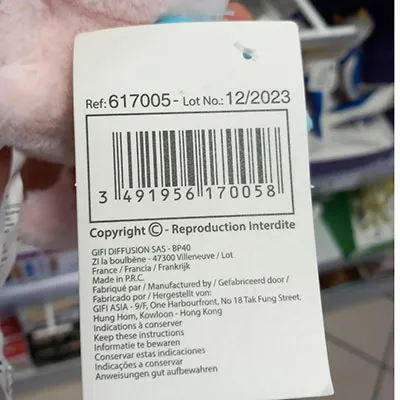 Ref: 617005 - Lot No.: 12/2023
3 491956 170058
Copyright © - Reproduction Interdite
GIFI DIFFUSION SAS - BP40
ZI la boulbène - 47300 Villeneuve / Lot
France / Francia / Frankrijk
Made in P.R.C.
Fabriqué par / Manufactured by / Gefabriceerd door /
Fabricado por / Hergestellt von:
GIFI ASIA - 9/F, One Harbourfront, No 18 Tak Fung Street,
Hung Hom, Kowloon - Hong Kong
Indications à conserver
Keep these instructions
Informatie te bewaren
Conservar estas indicaciones
Indicações a conservar
Anweisungen gut aufbewahren